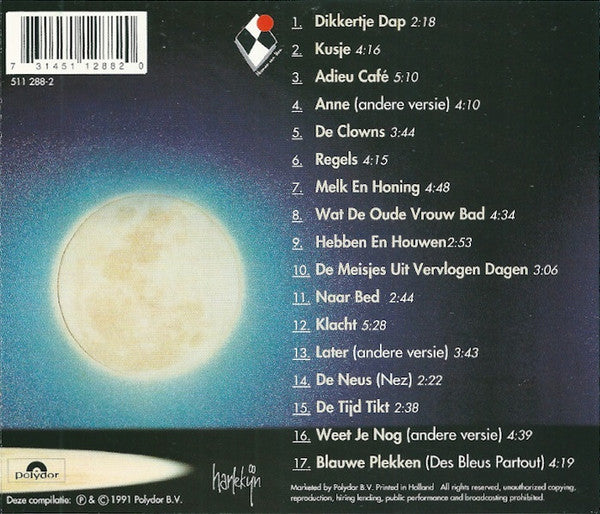 7 31451 12882 0
511 288-2
1. Dikkertje Dap 2:18
2. Kusje 4:16
3. Adieu Café 5:10
4. Anne (andere versie) 4:10
5. De Clowns 3:44
6. Regels 4:15
7. Melk En Honing 4:48
8. Wat De Oude Vrouw Bad 4:34
9. Hebben En Houwen 2:53
10. De Meisjes Uit Vervlogen Dagen 3:06
11. Naar Bed 2:44
12. Klacht 5:28
13. Later (andere versie) 3:43
14. De Neus (Nez) 2:22
15. De Tijd Tikt 2:38
16. Weet Je Nog (andere versie) 4:39
17. Blauwe Plekken (Des Bleus Partout) 4:19
polydor
harlekijn
Deze compilatie: ℗ & © 1991 Polydor B.V.
Marketed by Polydor B.V. Printed in Holland All rights reserved, unauthorized copying,
reproduction, hiring lending, public performance and broadcasting prohibited.